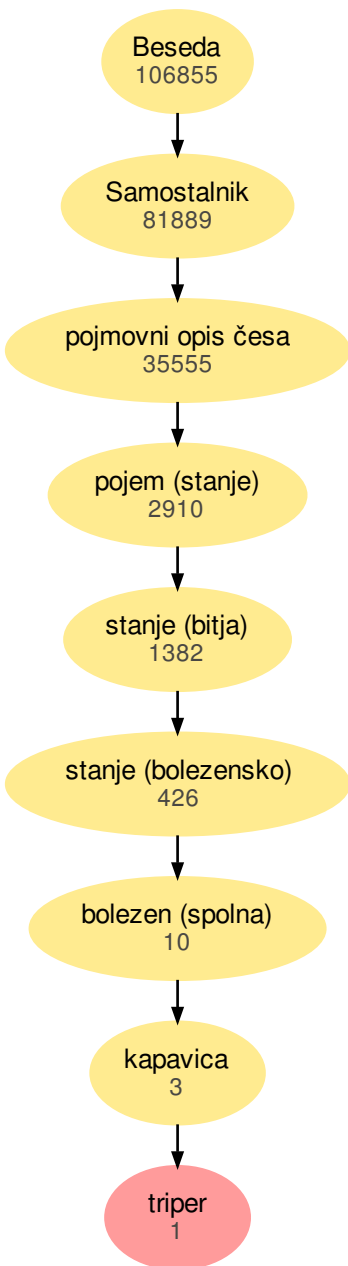 Beseda
106855
Samostalnik
81889
pojmovni opis česa
35555
pojem (stanje)
2910
stanje (bitja)
1382
stanje (bolezensko)
426
bolezen (spolna)
10
kapavica
3
triper
1